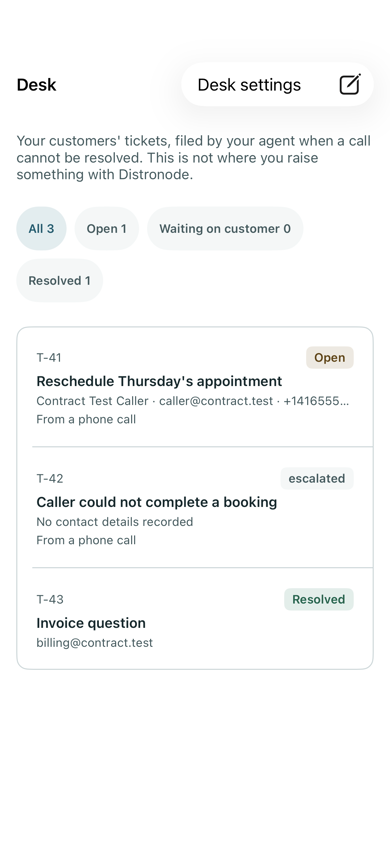 Desk
Desk settings
Your customers' tickets, filed by your agent when a call
cannot be resolved. This is not where you raise
something with Distronode.
All 3
Open 1
Waiting on customer 0
Resolved 1
T-41
Open
Reschedule Thursday's appointment
Contract Test Caller · caller@contract.test · +1416555...
From a phone call
T-42
escalated
Caller could not complete a booking
No contact details recorded
From a phone call
T-43
Resolved
Invoice question
billing@contract.test